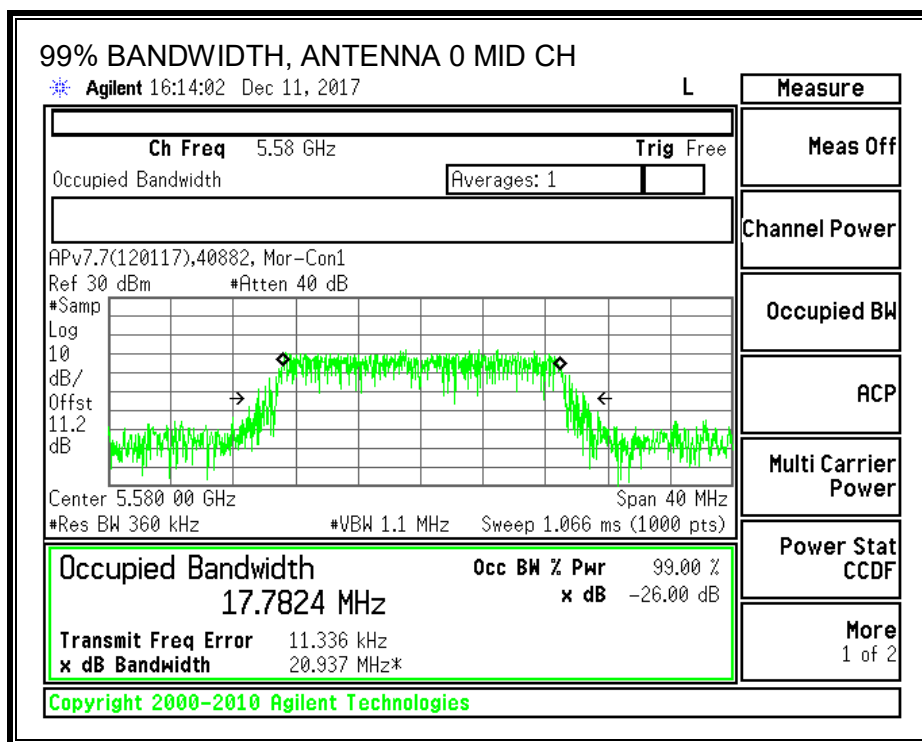 99% BANDWIDTH, ANTENNA 0 MID CH
Agilent 16:14:02 Dec 11, 2017 L
Measure
Ch Freq 5.58 GHz Trig Free
Occupied Bandwidth Averages: 1
APv7.7(120117),40882, Mor-Con1
Ref 30 dBm #Atten 40 dB
#Samp
Log
10
dB/
Offst
11.2
dB
Center 5.580 00 GHz Span 40 MHz
#Res BW 360 kHz #VBW 1.1 MHz Sweep 1.066 ms (1000 pts)
Occupied Bandwidth Occ BW % Pwr 99.00 %
17.7824 MHz x dB -26.00 dB
Transmit Freq Error 11.336 kHz
x dB Bandwidth 20.937 MHz*
Copyright 2000-2010 Agilent Technologies
Meas Off
Channel Power
Occupied BW
ACP
Multi Carrier
Power
Power Stat
CCDF
More
1 of 2